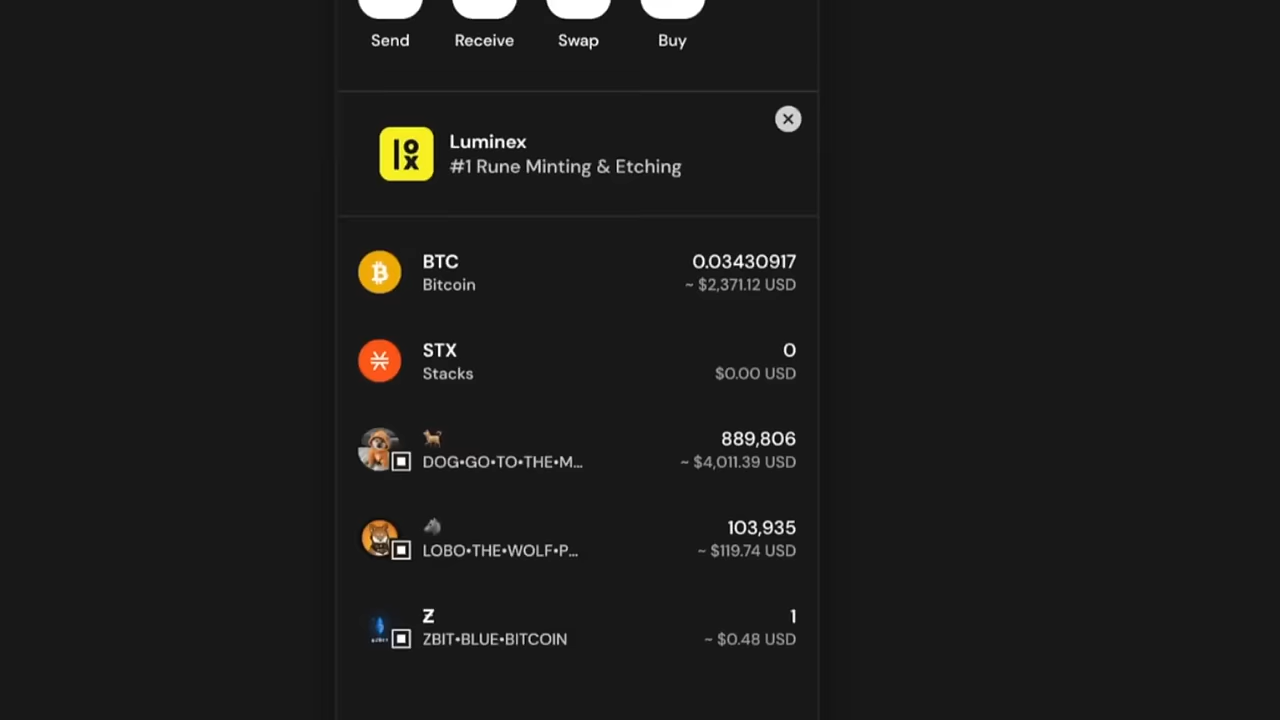 Send Receive Swap Buy
Luminex
#1 Rune Minting & Etching
BTC 0.03430917
Bitcoin ~ $2,371.12 USD
STX 0
Stacks $0.00 USD
🐕 889,806
DOG•GO•TO•THE•M... ~ $4,011.39 USD
🐺 103,935
LOBO•THE•WOLF•P... ~ $119.74 USD
Z 1
ZBIT•BLUE•BITCOIN ~ $0.48 USD